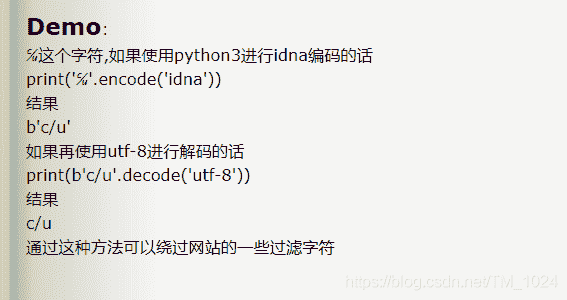 Demo:
℆这个字符,如果使用python3进行idna编码的话
print('℆'.encode('idna'))
结果
b'c/u'
如果再使用utf-8进行解码的话
print(b'c/u'.decode('utf-8'))
结果
c/u
通过这种方法可以绕过网站的一些过滤字符
https://blog.csdn.net/TM_1024